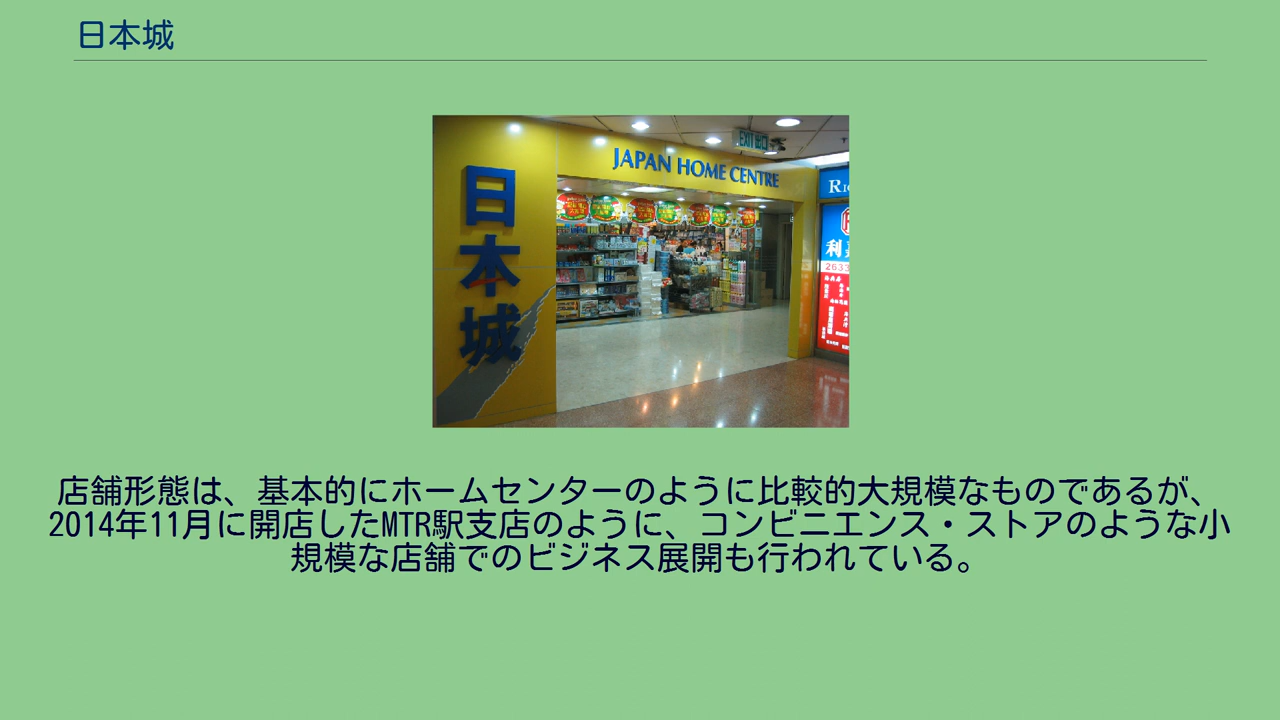 日本城
JAPAN HOME CENTRE
EXIT 出口
日
本
城
利
2633
店舗形態は、基本的にホームセンターのように比較的大規模なものであるが、
2014年11月に開店したMTR駅支店のように、コンビニエンス・ストアのような小
規模な店舗でのビジネス展開も行われている。